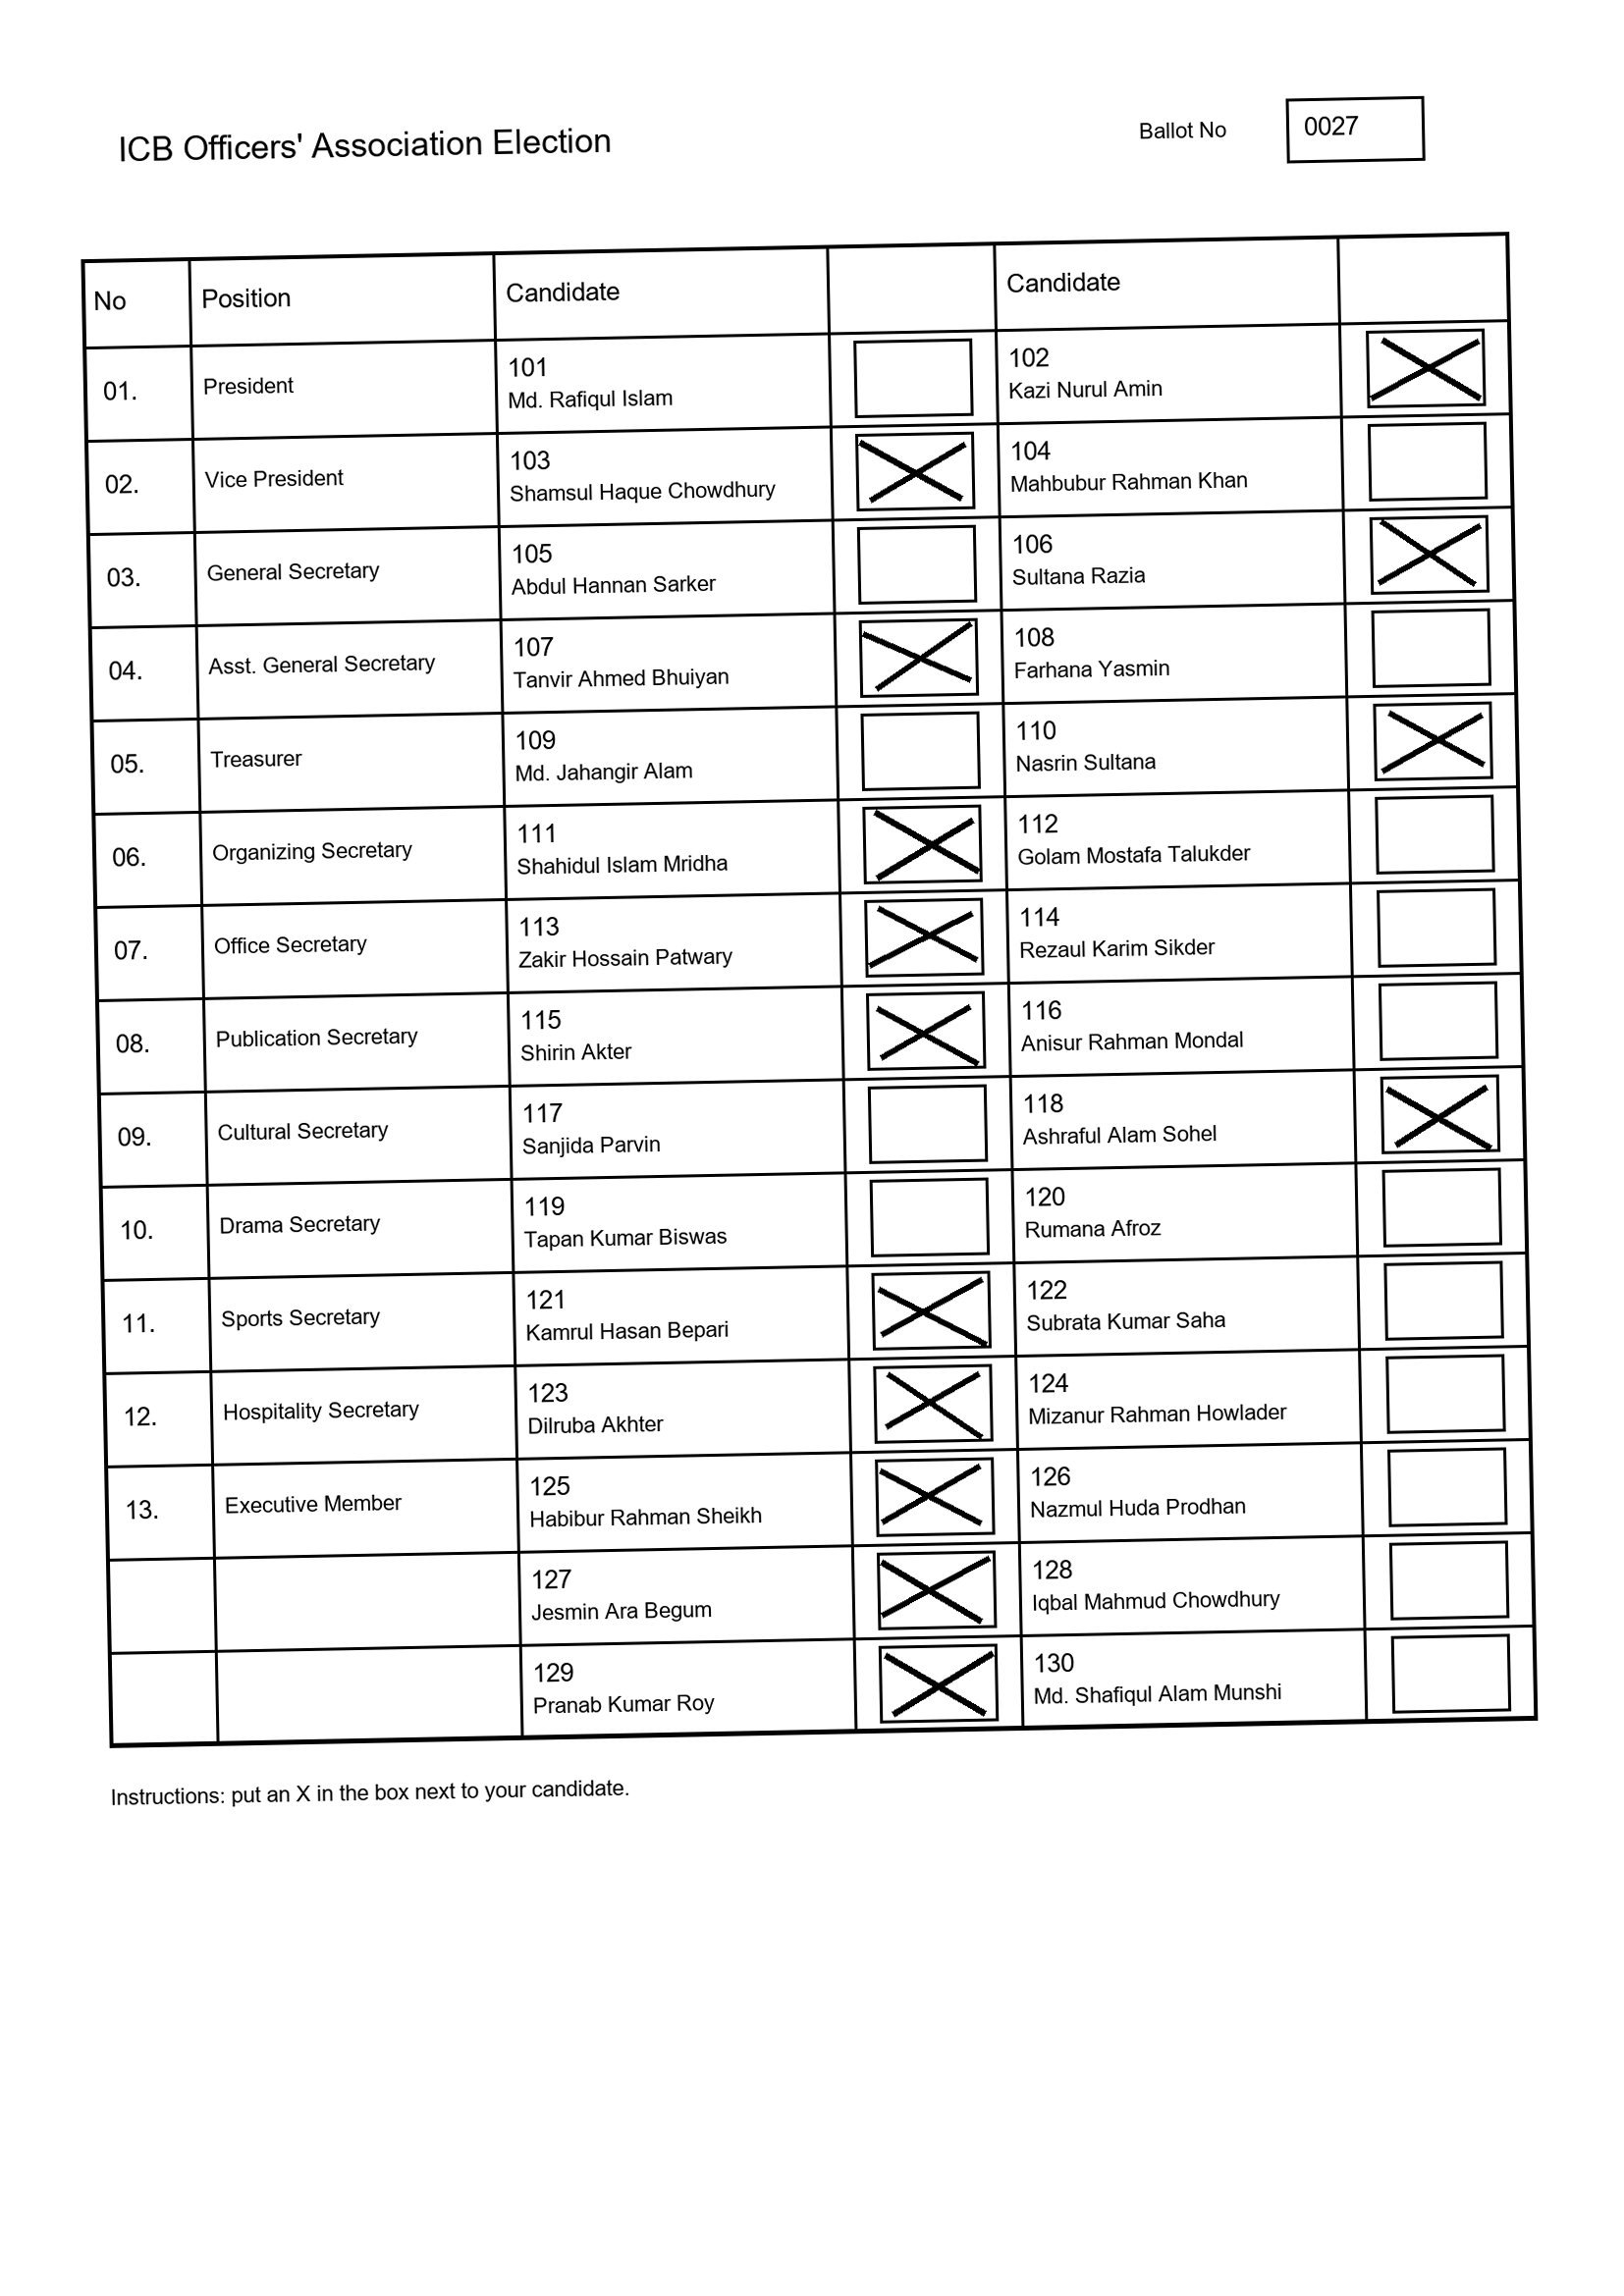 ICB Officers' Association Election
Ballot No 0027
No Position Candidate Candidate
01. President 101 Md. Rafiqul Islam 102 Kazi Nurul Amin
02. Vice President 103 Shamsul Haque Chowdhury 104 Mahbubur Rahman Khan
03. General Secretary 105 Abdul Hannan Sarker 106 Sultana Razia
04. Asst. General Secretary 107 Tanvir Ahmed Bhuiyan 108 Farhana Yasmin
05. Treasurer 109 Md. Jahangir Alam 110 Nasrin Sultana
06. Organizing Secretary 111 Shahidul Islam Mridha 112 Golam Mostafa Talukder
07. Office Secretary 113 Zakir Hossain Patwary 114 Rezaul Karim Sikder
08. Publication Secretary 115 Shirin Akter 116 Anisur Rahman Mondal
09. Cultural Secretary 117 Sanjida Parvin 118 Ashraful Alam Sohel
10. Drama Secretary 119 Tapan Kumar Biswas 120 Rumana Afroz
11. Sports Secretary 121 Kamrul Hasan Bepari 122 Subrata Kumar Saha
12. Hospitality Secretary 123 Dilruba Akhter 124 Mizanur Rahman Howlader
13. Executive Member 125 Habibur Rahman Sheikh 126 Nazmul Huda Prodhan
127 Jesmin Ara Begum 128 Iqbal Mahmud Chowdhury
129 Pranab Kumar Roy 130 Md. Shafiqul Alam Munshi
Instructions: put an X in the box next to your candidate.